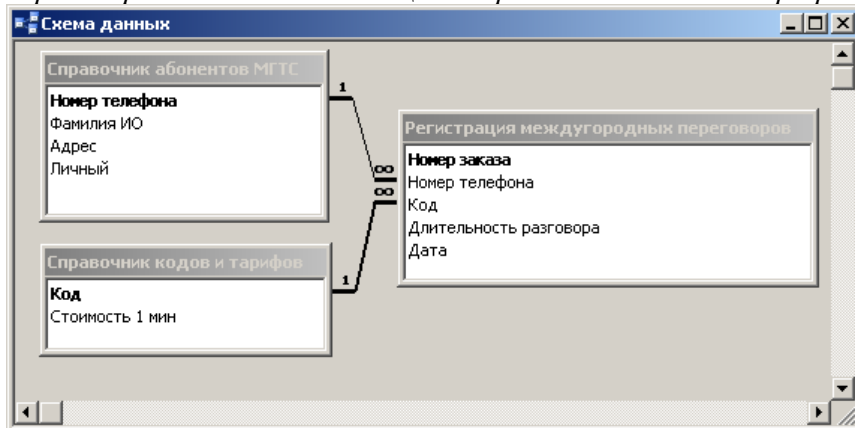 Схема данных
Справочник абонентов МГТС
Номер телефона
Фамилия ИО
Адрес
Личный
1
∞
∞
Регистрация междугородных переговоров
Номер заказа
Номер телефона
Код
Длительность разговора
Дата
Справочник кодов и тарифов
1
Код
Стоимость 1 мин